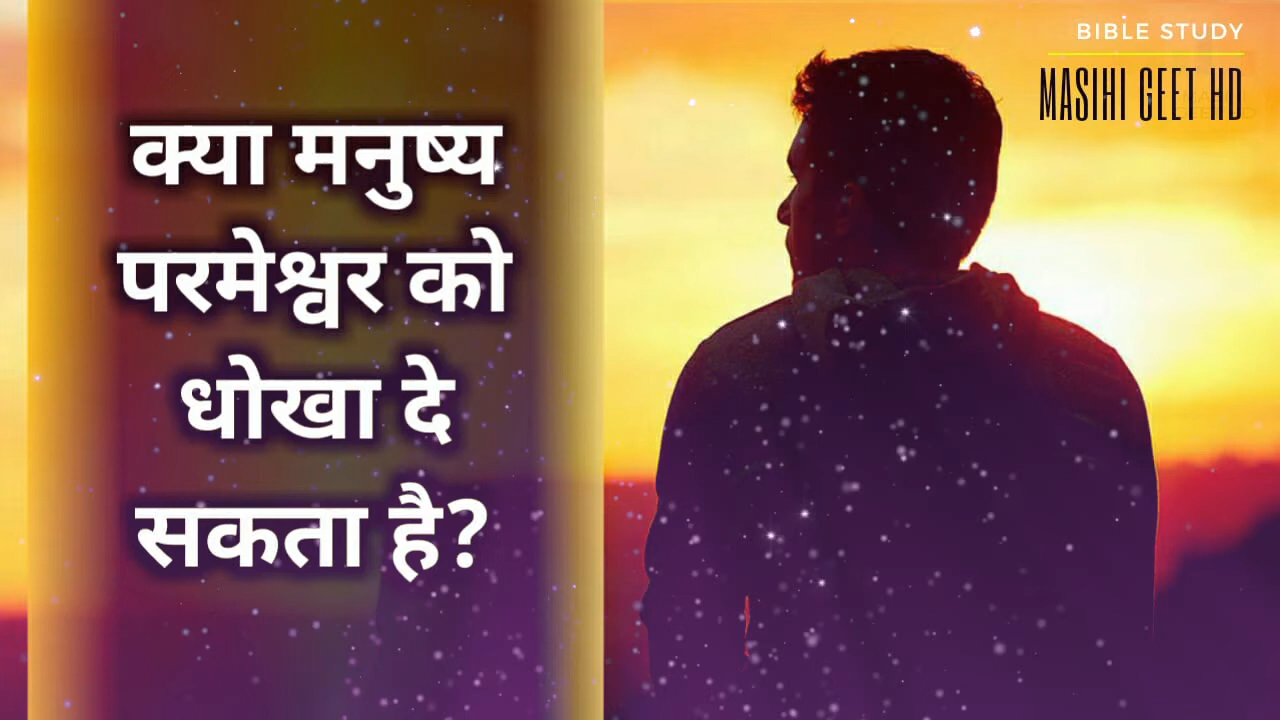 क्या मनुष्य
परमेश्वर को
धोखा दे
सकता है?
BIBLE STUDY
MASIHI GEET HD